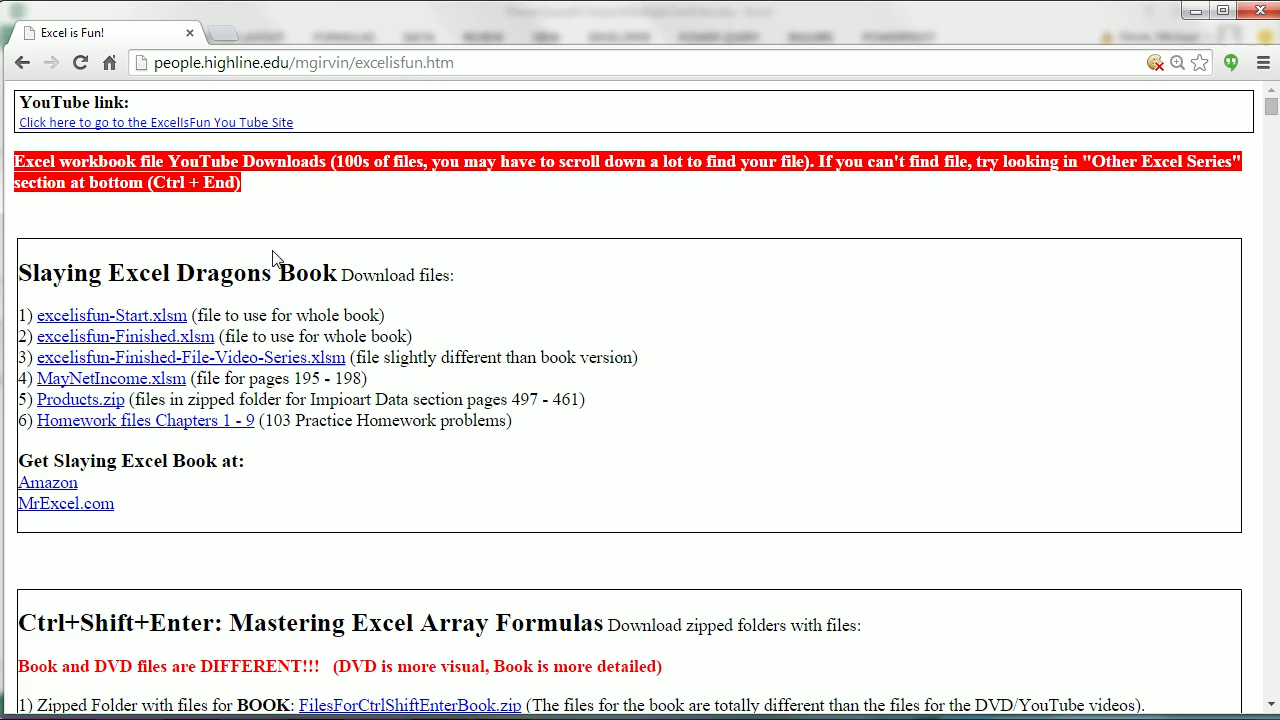 Excel is Fun!
people.highline.edu/mgirvin/excelisfun.htm
YouTube link:
Click here to go to the ExcelIsFun You Tube Site
Excel workbook file YouTube Downloads (100s of files, you may have to scroll down a lot to find your file). If you can't find file, try looking in "Other Excel Series"
section at bottom (Ctrl + End)
Slaying Excel Dragons Book Download files:
1) excelisfun-Start.xlsm (file to use for whole book)
2) excelisfun-Finished.xlsm (file to use for whole book)
3) excelisfun-Finished-File-Video-Series.xlsm (file slightly different than book version)
4) MayNetIncome.xlsm (file for pages 195 - 198)
5) Products.zip (files in zipped folder for Impioart Data section pages 497 - 461)
6) Homework files Chapters 1 - 9 (103 Practice Homework problems)
Get Slaying Excel Book at:
Amazon
MrExcel.com
Ctrl+Shift+Enter: Mastering Excel Array Formulas Download zipped folders with files:
Book and DVD files are DIFFERENT!!! (DVD is more visual, Book is more detailed)
1) Zipped Folder with files for BOOK: FilesForCtrlShiftEnterBook.zip (The files for the book are totally different than the files for the DVD/YouTube videos).